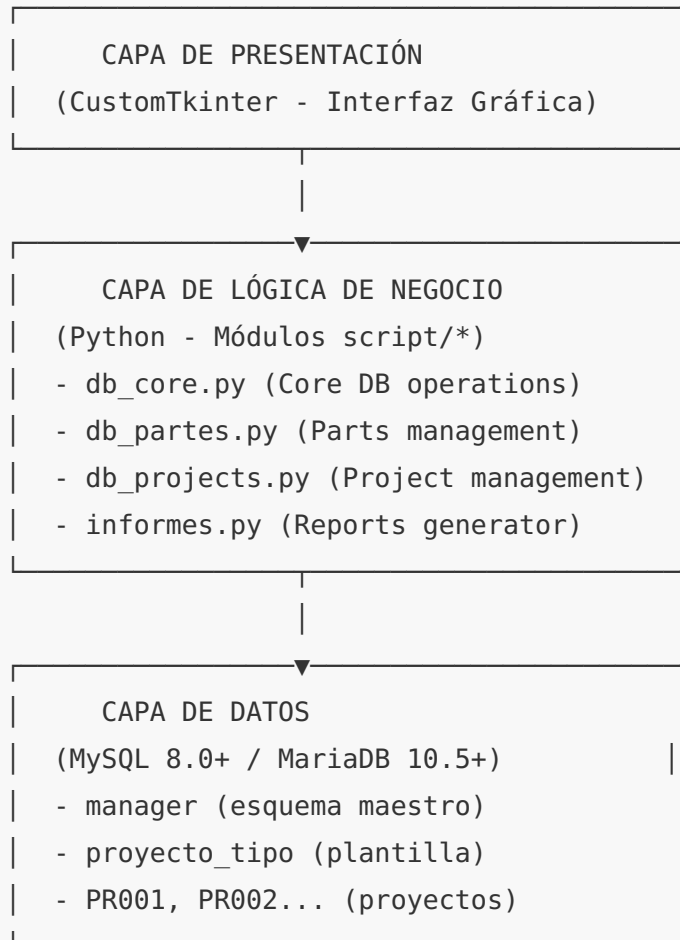 CAPA DE PRESENTACIÓN
(CustomTkinter - Interfaz Gráfica)
CAPA DE LÓGICA DE NEGOCIO
(Python - Módulos script/*)
- db_core.py (Core DB operations)
- db_partes.py (Parts management)
- db_projects.py (Project management)
- informes.py (Reports generator)
CAPA DE DATOS
(MySQL 8.0+ / MariaDB 10.5+)
- manager (esquema maestro)
- proyecto_tipo (plantilla)
- PR001, PR002... (proyectos)